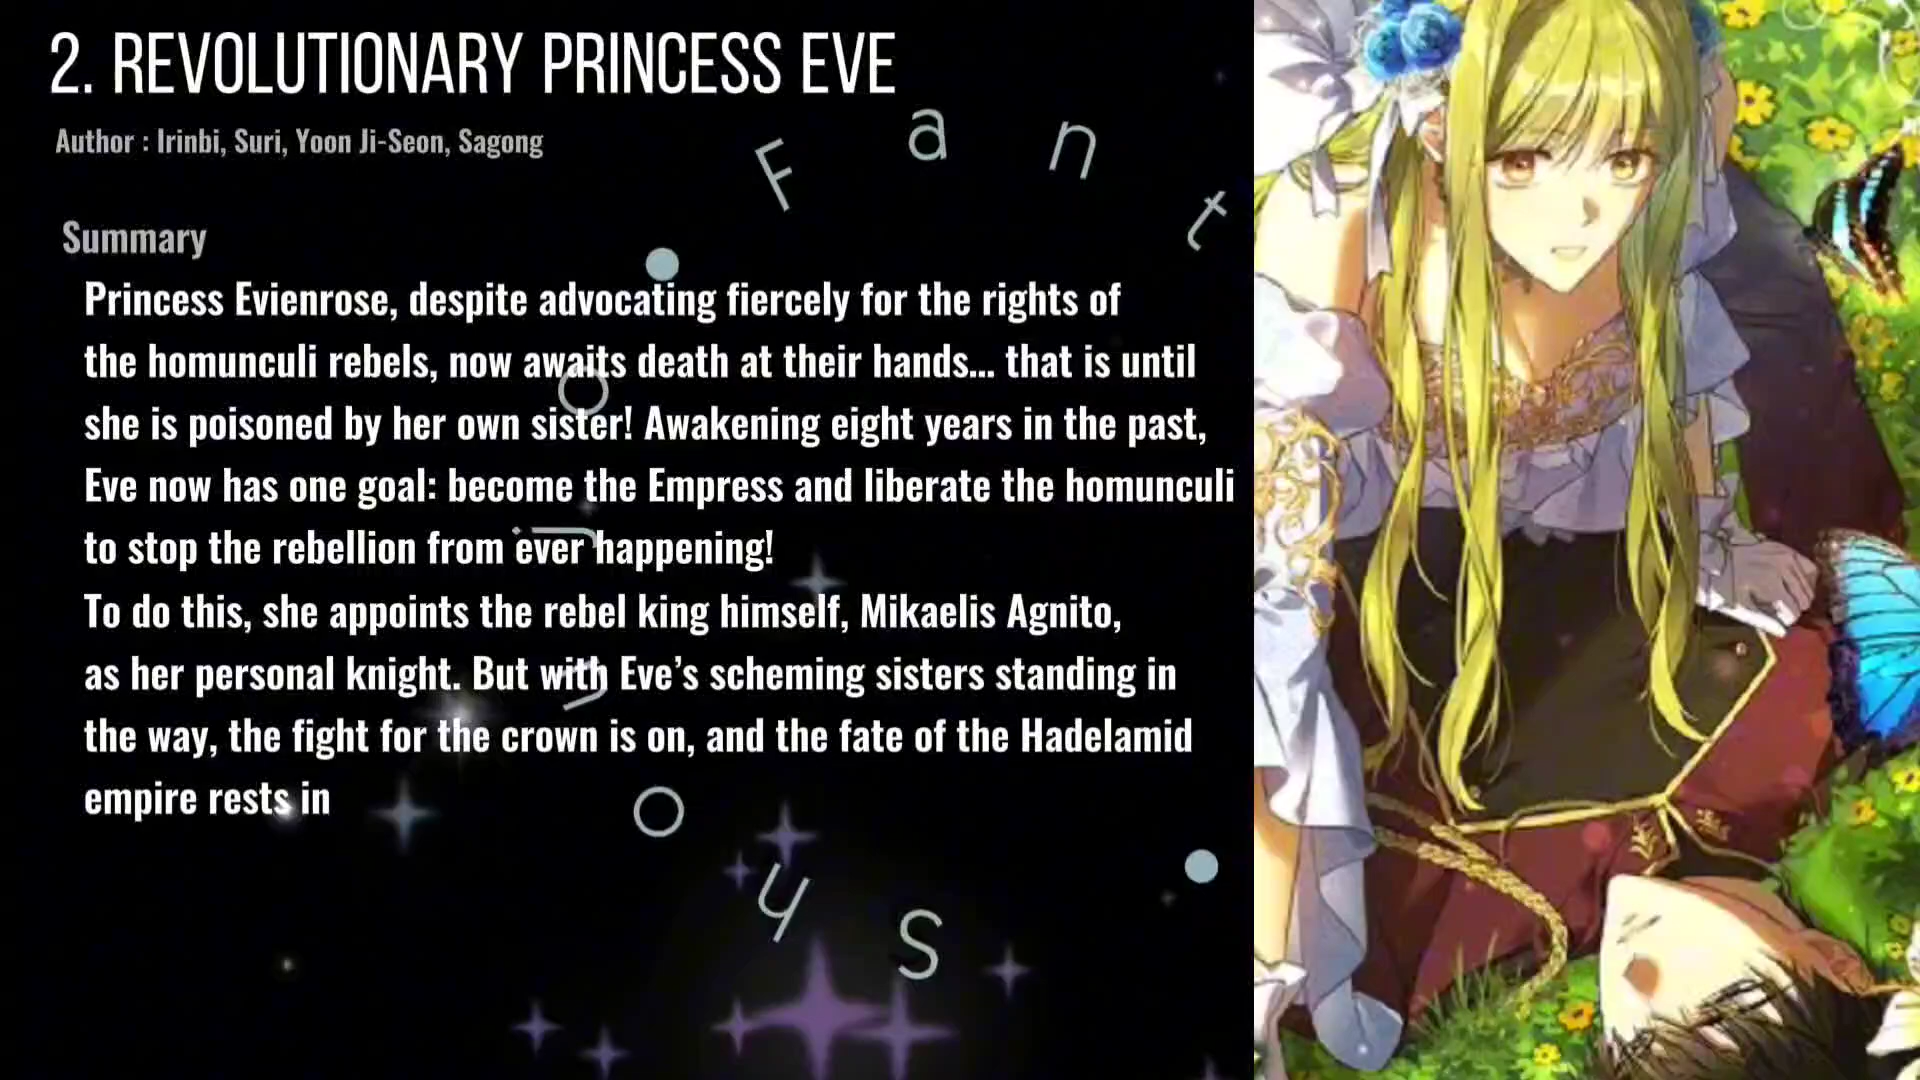 2. REVOLUTIONARY PRINCESS EVE
Author : Irinbi, Suri, Yoon Ji-Seon, Sagong
Summary
Princess Evienrose, despite advocating fiercely for the rights of
the homunculi rebels, now awaits death at their hands... that is until
she is poisoned by her own sister! Awakening eight years in the past,
Eve now has one goal: become the Empress and liberate the homunculi
to stop the rebellion from ever happening!
To do this, she appoints the rebel king himself, Mikaelis Agnito,
as her personal knight. But with Eve’s scheming sisters standing in
the way, the fight for the crown is on, and the fate of the Hadelamid
empire rests in
F a n t
o y s